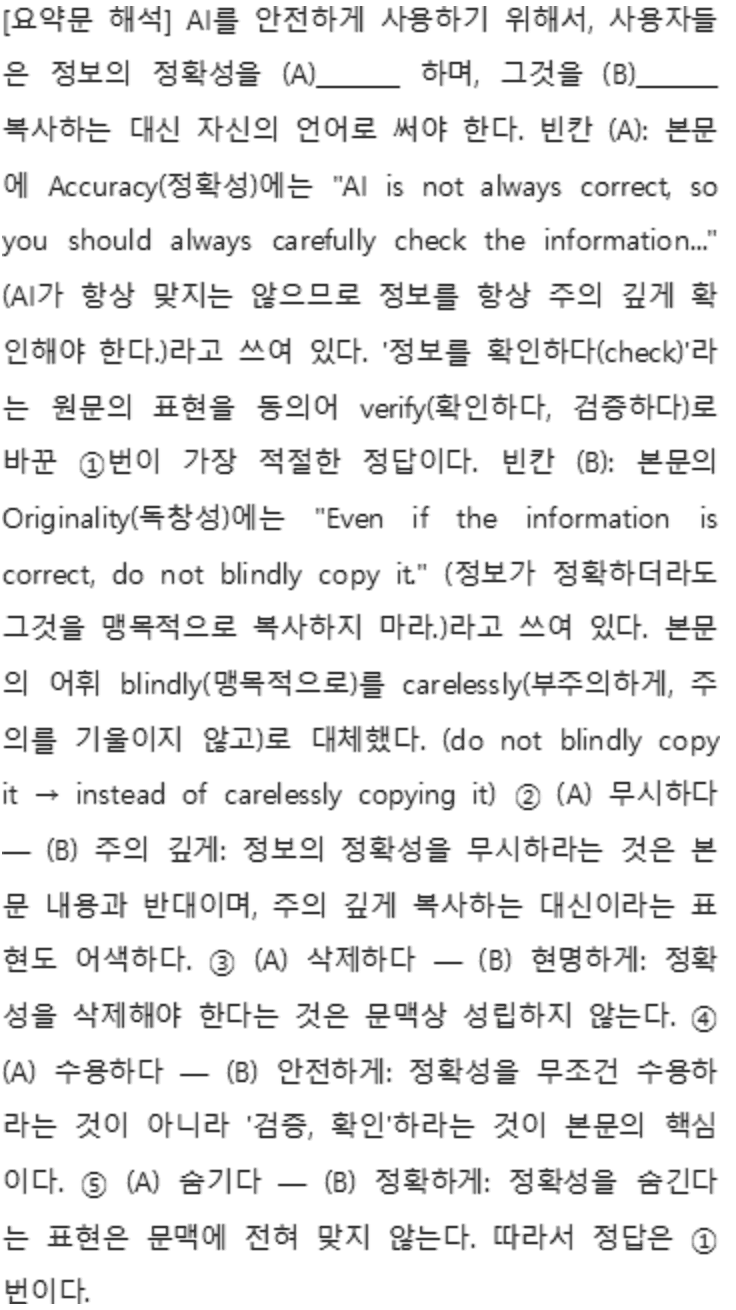 [요약문 해석] AI를 안전하게 사용하기 위해서, 사용자들
은 정보의 정확성을 (A)______ 하며, 그것을 (B)______
복사하는 대신 자신의 언어로 써야 한다. 빈칸 (A): 본문
에 Accuracy(정확성)에는 "AI is not always correct, so
you should always carefully check the information..."
(AI가 항상 맞지는 않으므로 정보를 항상 주의 깊게 확
인해야 한다.)라고 쓰여 있다. '정보를 확인하다(check)'라
는 원문의 표현을 동의어 verify(확인하다, 검증하다)로
바꾼 ①번이 가장 적절한 정답이다. 빈칸 (B): 본문의
Originality(독창성)에는 "Even if the information is
correct, do not blindly copy it." (정보가 정확하더라도
그것을 맹목적으로 복사하지 마라.)라고 쓰여 있다. 본문
의 어휘 blindly(맹목적으로)를 carelessly(부주의하게, 주
의를 기울이지 않고)로 대체했다. (do not blindly copy
it → instead of carelessly copying it) ② (A) 무시하다
― (B) 주의 깊게: 정보의 정확성을 무시하라는 것은 본
문 내용과 반대이며, 주의 깊게 복사하는 대신이라는 표
현도 어색하다. ③ (A) 삭제하다 ― (B) 현명하게: 정확
성을 삭제해야 한다는 것은 문맥상 성립하지 않는다. ④
(A) 수용하다 ― (B) 안전하게: 정확성을 무조건 수용하
라는 것이 아니라 '검증, 확인'하라는 것이 본문의 핵심
이다. ⑤ (A) 숨기다 ― (B) 정확하게: 정확성을 숨긴다
는 표현은 문맥에 전혀 맞지 않는다. 따라서 정답은 ①
번이다.